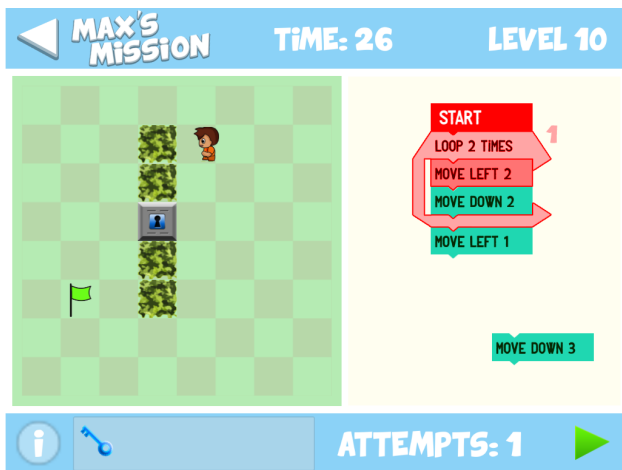 MAX'S
MISSION
TIME: 26
LEVEL 10
START
LOOP 2 TIMES
1
MOVE LEFT 2
MOVE DOWN 2
MOVE LEFT 1
MOVE DOWN 3
i
ATTEMPTS: 1